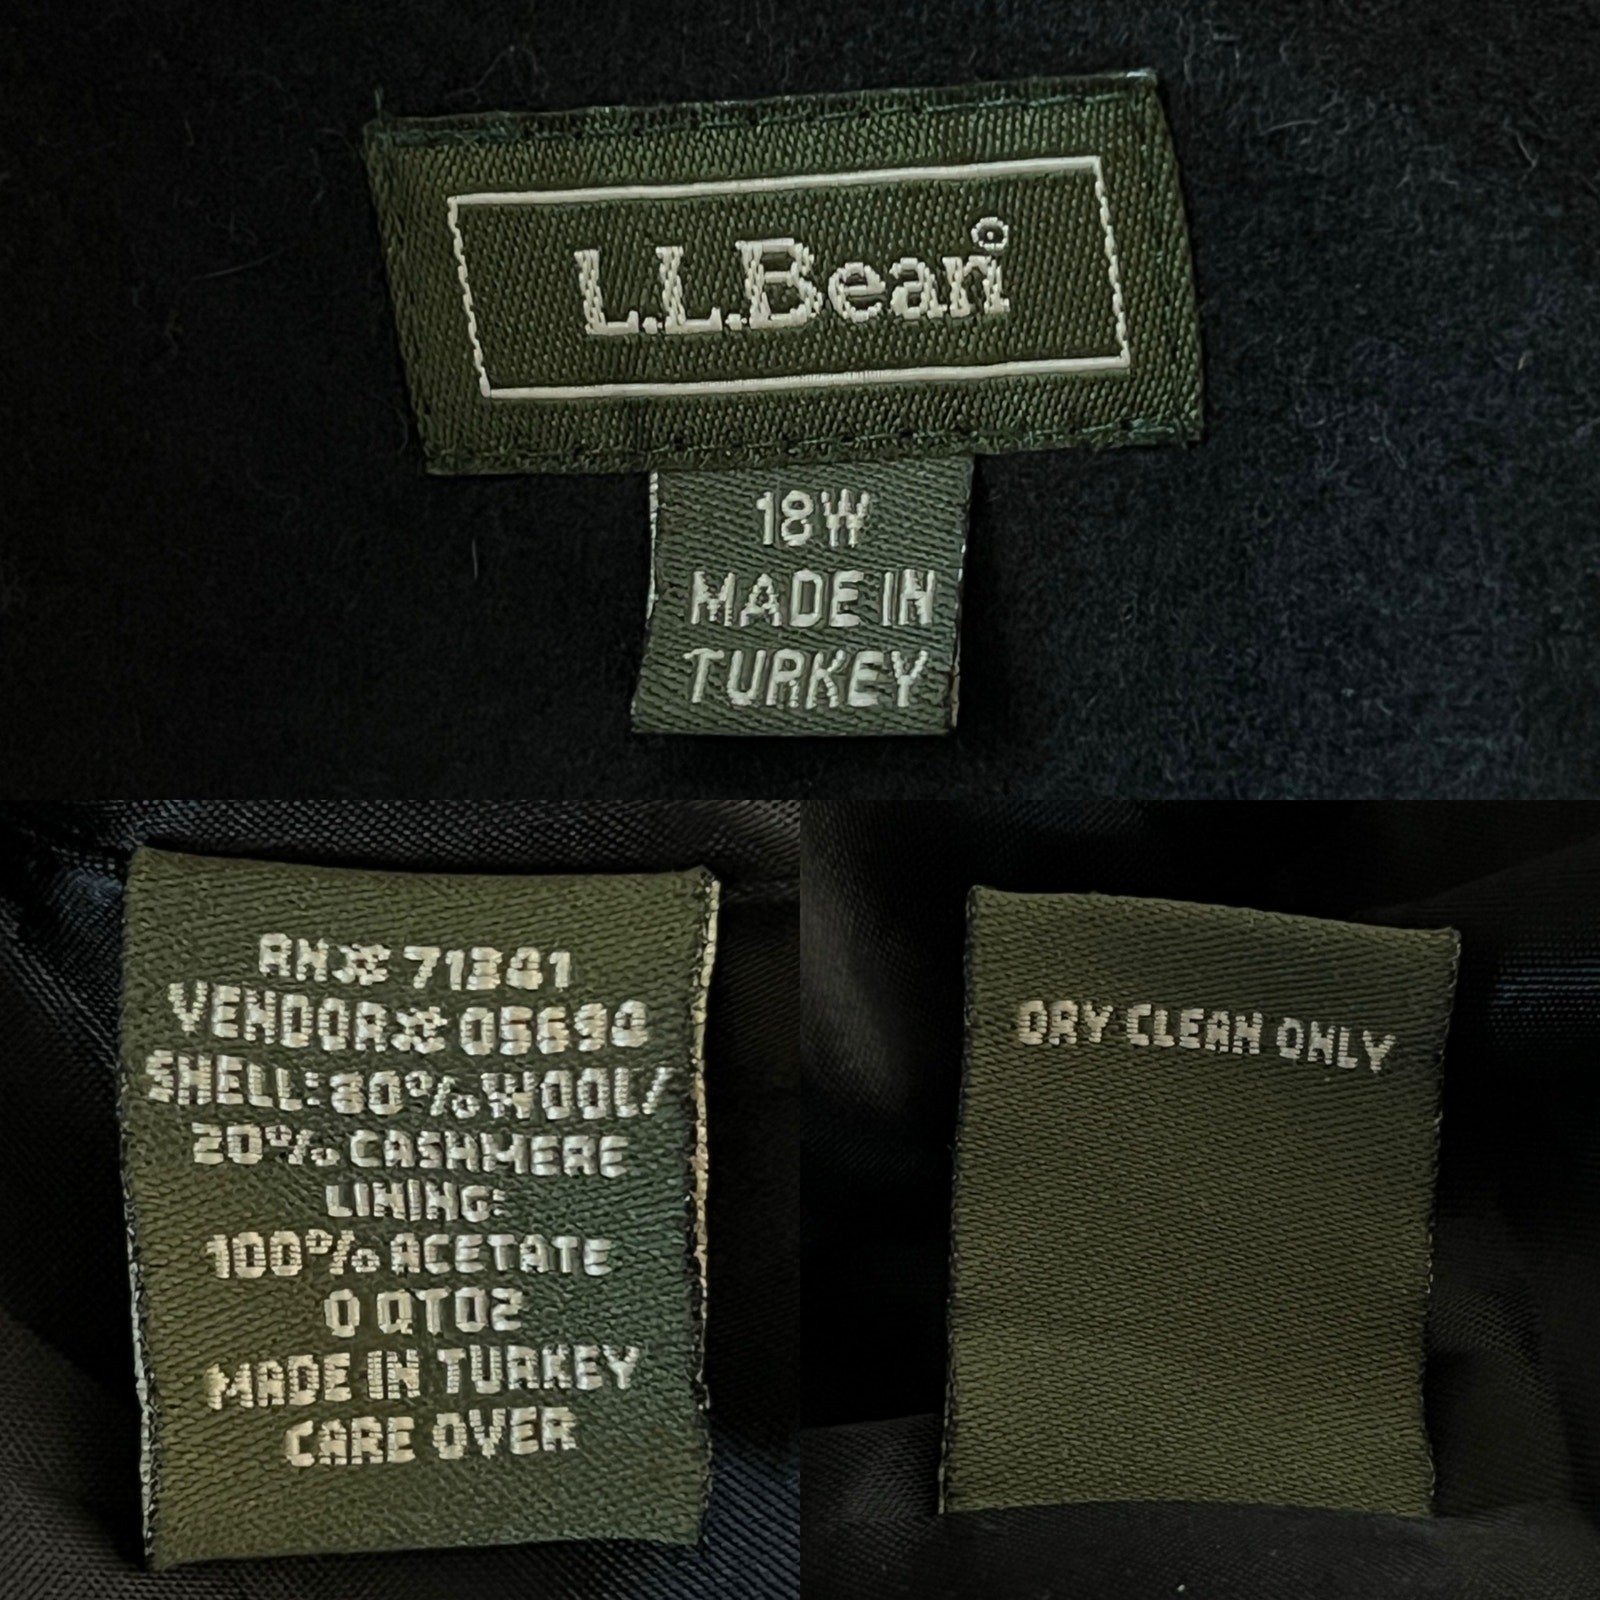 L.L.Bean®
18W
MADE IN
TURKEY
RN# 71341
VENDOR# 05694
SHELL: 80% WOOL/
20% CASHMERE
LINING:
100% ACETATE
0 QT02
MADE IN TURKEY
CARE OVER
DRY CLEAN ONLY